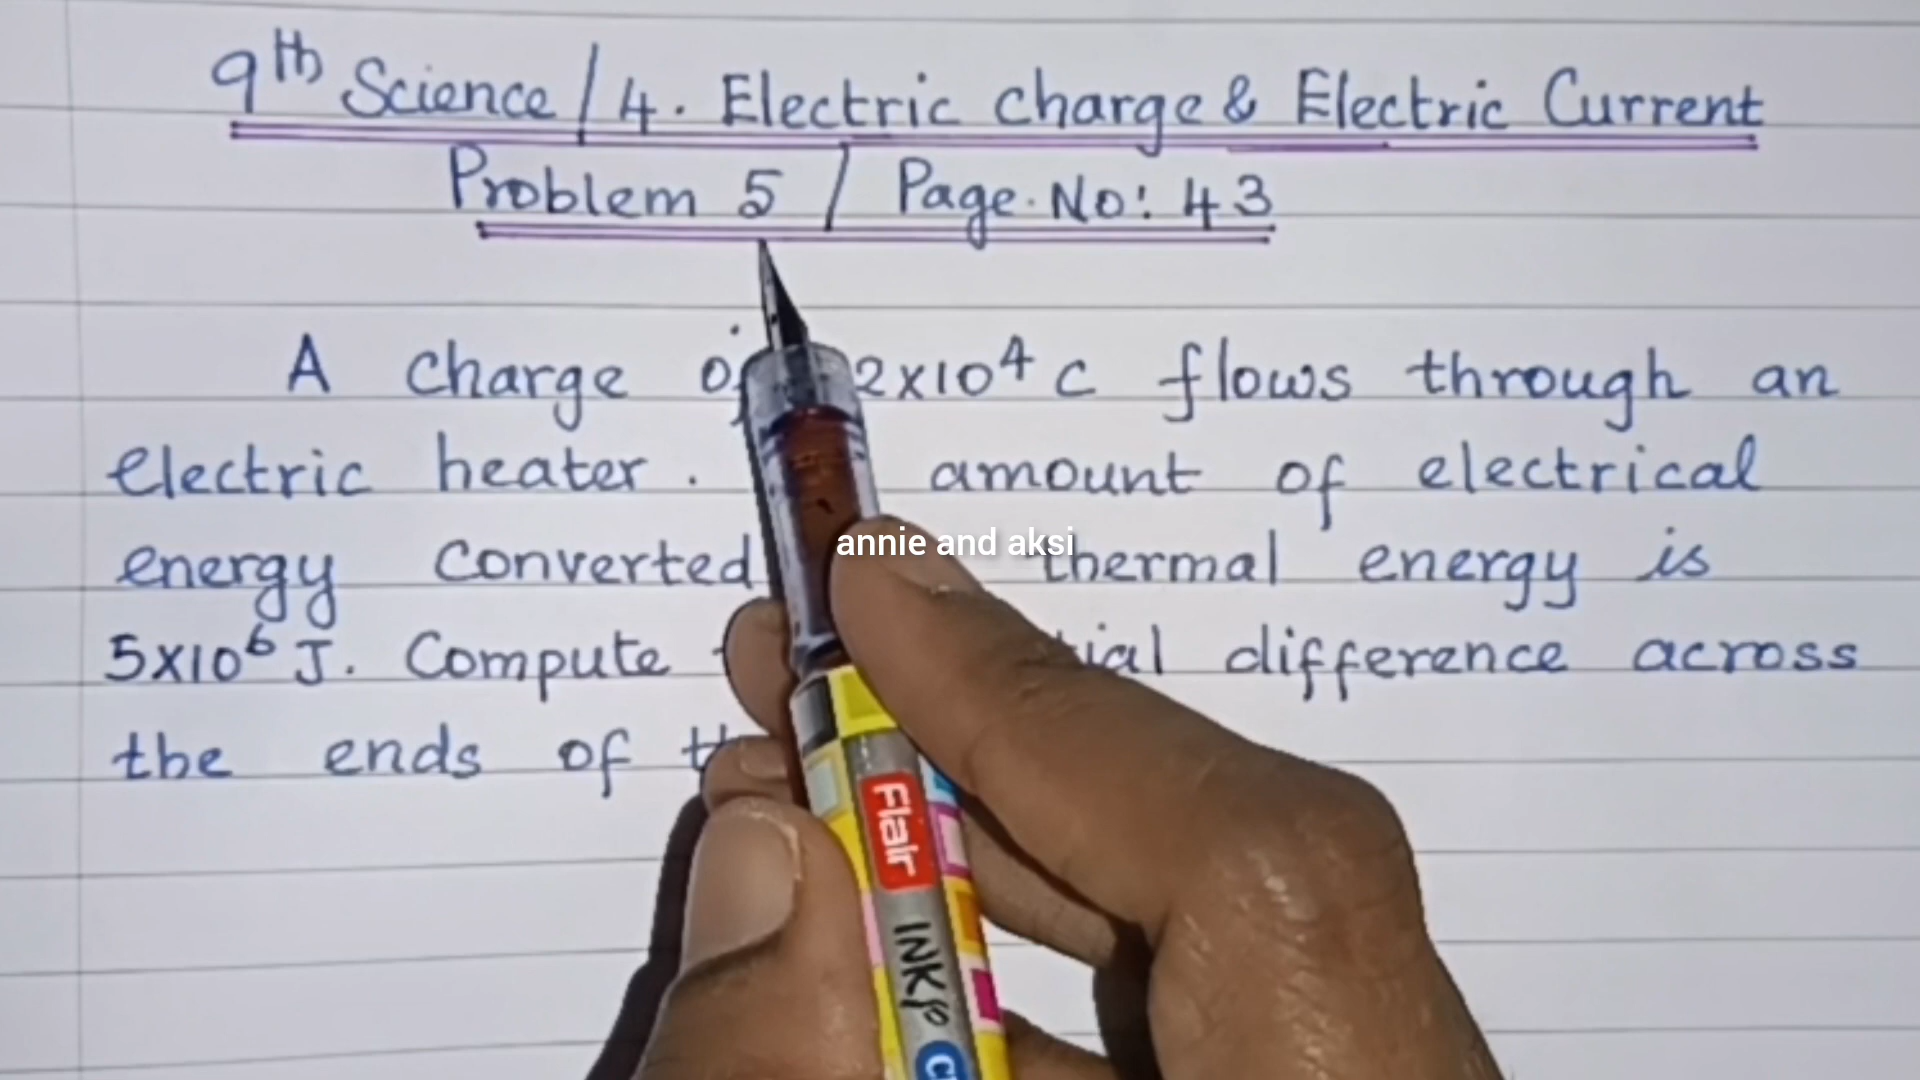 9th Science / 4. Electric charge & Electric Current
Problem 5 / Page. No: 43
A charge of 2x10⁴ C flows through an
electric heater. amount of electrical
energy converted thermal energy is
5x10⁶ J. Compute difference across
the ends of
annie and aksi
Flair
INK